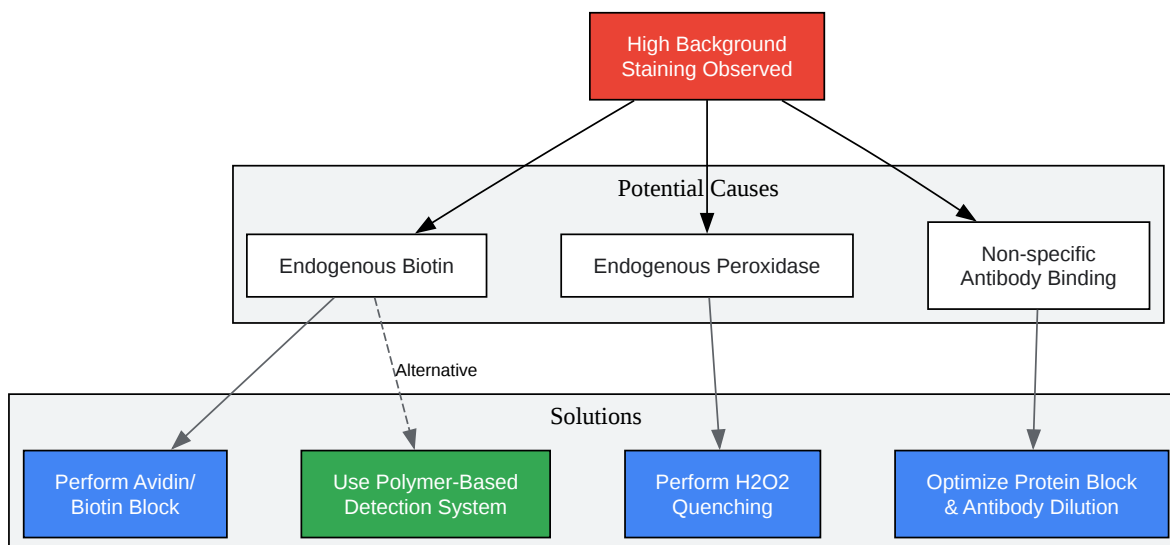 High Background
Staining Observed
Potential Causes
Endogenous Biotin
Endogenous Peroxidase
Non-specific
Antibody Binding
Alternative
Solutions
Perform Avidin/
Biotin Block
Use Polymer-Based
Detection System
Perform H2O2
Quenching
Optimize Protein Block
& Antibody Dilution